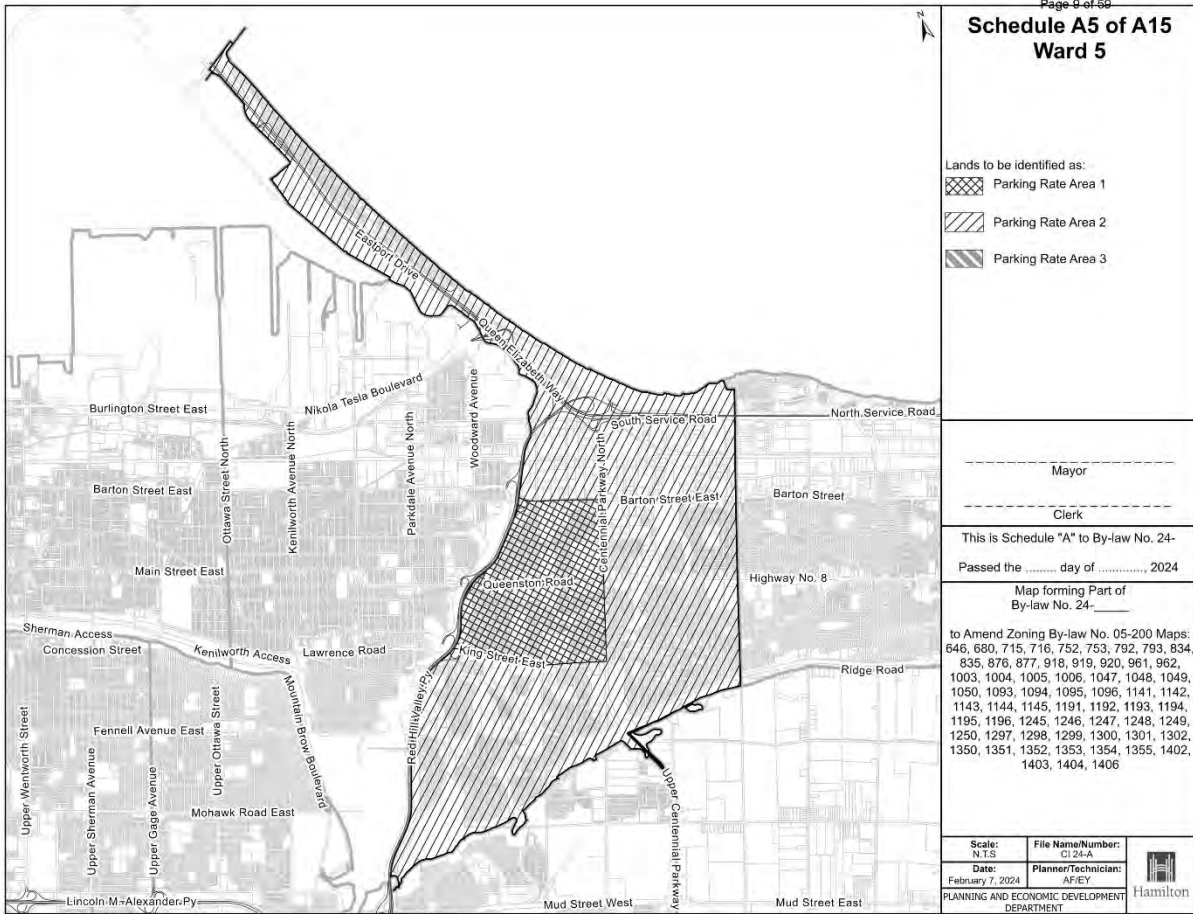 Page 9 of 59
Schedule A5 of A15
Ward 5
Lands to be identified as:
Parking Rate Area 1
Parking Rate Area 2
Parking Rate Area 3
Mayor
Clerk
This is Schedule "A" to By-law No. 24-
Passed the ......... day of ............., 2024
Map forming Part of
By-law No. 24-_____
to Amend Zoning By-law No. 05-200 Maps:
646, 680, 715, 716, 752, 753, 792, 793, 834,
835, 876, 877, 918, 919, 920, 961, 962,
1003, 1004, 1005, 1006, 1047, 1048, 1049,
1050, 1093, 1094, 1095, 1096, 1141, 1142,
1143, 1144, 1145, 1191, 1192, 1193, 1194,
1195, 1196, 1245, 1246, 1247, 1248, 1249,
1250, 1297, 1298, 1299, 1300, 1301, 1302,
1350, 1351, 1352, 1353, 1354, 1355, 1402,
1403, 1404, 1406
Scale:
N.T.S
File Name/Number:
CI 24-A
Date:
February 7, 2024
Planner/Technician:
AF/EY
PLANNING AND ECONOMIC DEVELOPMENT
DEPARTMENT
Hamilton
N
Eastport Drive
Queen Elizabeth Way
Nikola Tesla Boulevard
Burlington Street East
Woodward Avenue
North Service Road
South Service Road
Ottawa Street North
Kenilworth Avenue North
Parkdale Avenue North
Centennial Parkway North
Barton Street East
Barton Street East
Barton Street
Main Street East
Queenston Road
Highway No. 8
Sherman Access
Concession Street
Kenilworth Access
Lawrence Road
King Street East
Ridge Road
Mountain Brow Boulevard
Red Hill Valley Py
Upper Wentworth Street
Upper Sherman Avenue
Upper Gage Avenue
Upper Ottawa Street
Fennell Avenue East
Mohawk Road East
Upper Centennial Parkway
Lincoln M. Alexander Py
Mud Street West
Mud Street East